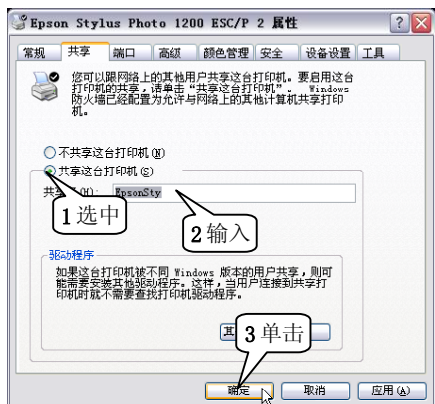 Epson Stylus Photo 1200 ESC/P 2 属性
常规 共享 端口 高级 颜色管理 安全 设备设置 工具
您可以跟网络上的其他用户共享这台打印机。要启用这台
打印机的共享，请单击“共享这台打印机”。 Windows
防火墙已经配置为允许与网络上的其他计算机共享打印
机。
不共享这台打印机(N)
共享这台打印机(S)
共 (H): EpsonSty
1选中
2输入
驱动程序
如果这台打印机被不同 Windows 版本的用户共享，则可
能需要安装其他驱动程序。这样，当用户连接到共享打
印机时就不需要查找打印机驱动程序。
其
3单击
确定 取消 应用(A)